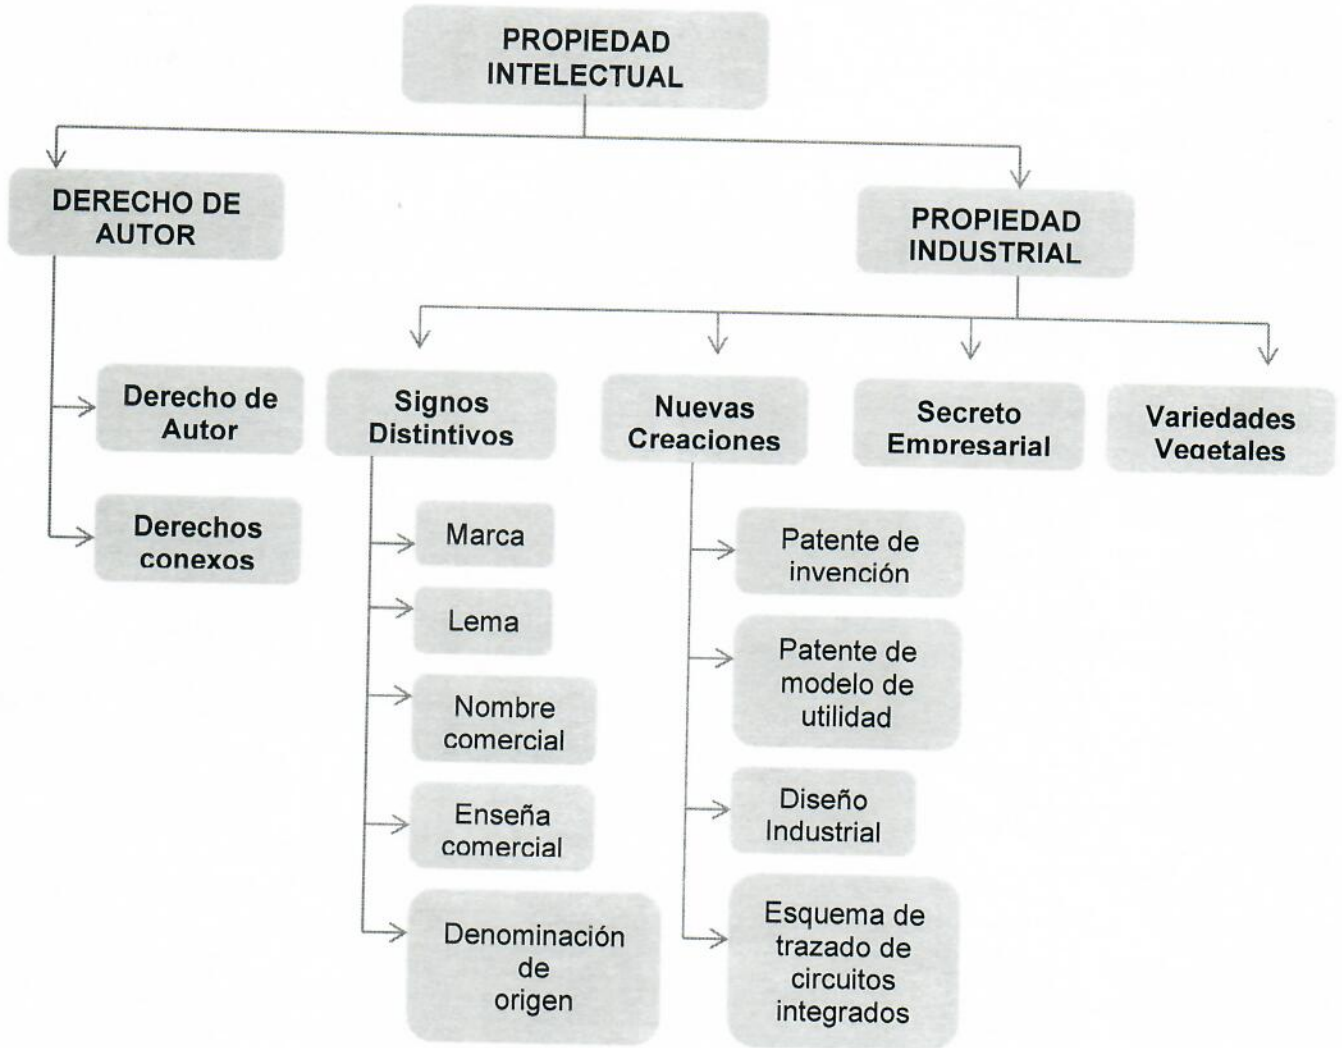 PROPIEDAD
INTELECTUAL
DERECHO DE
AUTOR
PROPIEDAD
INDUSTRIAL
Derecho de
Autor
Derechos
conexos
Signos
Distintivos
Marca
Lema
Nombre
comercial
Enseña
comercial
Denominación
de
origen
Nuevas
Creaciones
Patente de
invención
Patente de
modelo de
utilidad
Diseño
Industrial
Esquema de
trazado de
circuitos
integrados
Secreto
Empresarial
Variedades
Vegetales